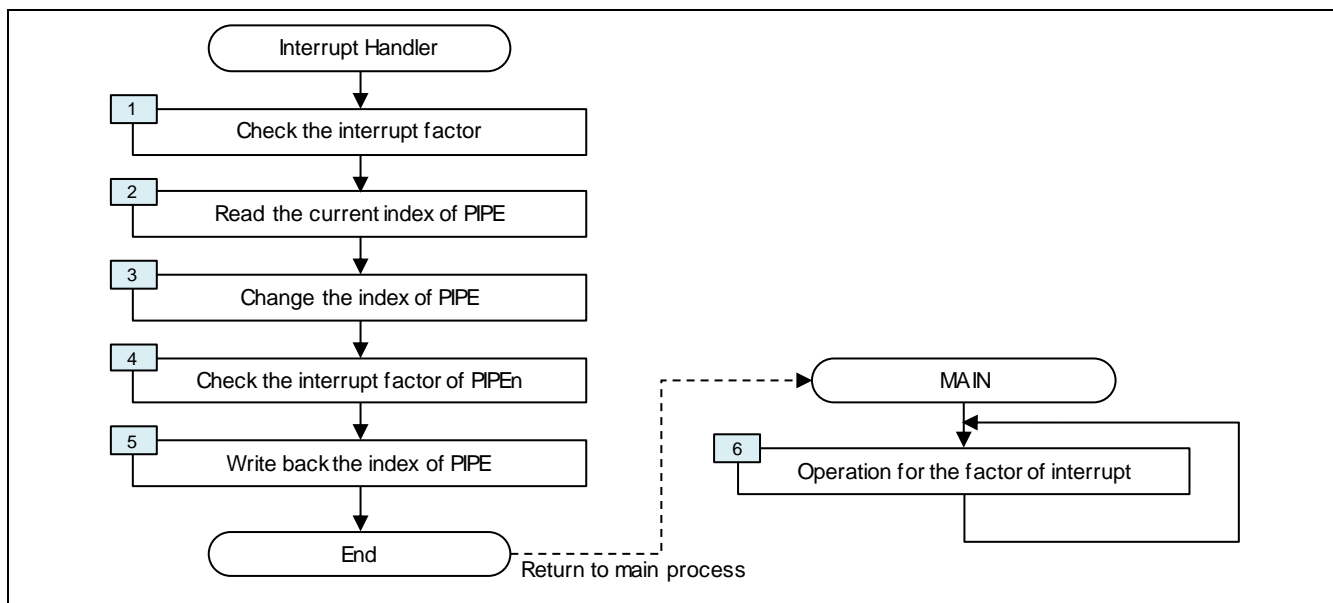 Interrupt Handler
1
Check the interrupt factor
2
Read the current index of PIPE
3
Change the index of PIPE
4
Check the interrupt factor of PIPEn
5
Write back the index of PIPE
End
Return to main process
MAIN
6
Operation for the factor of interrupt